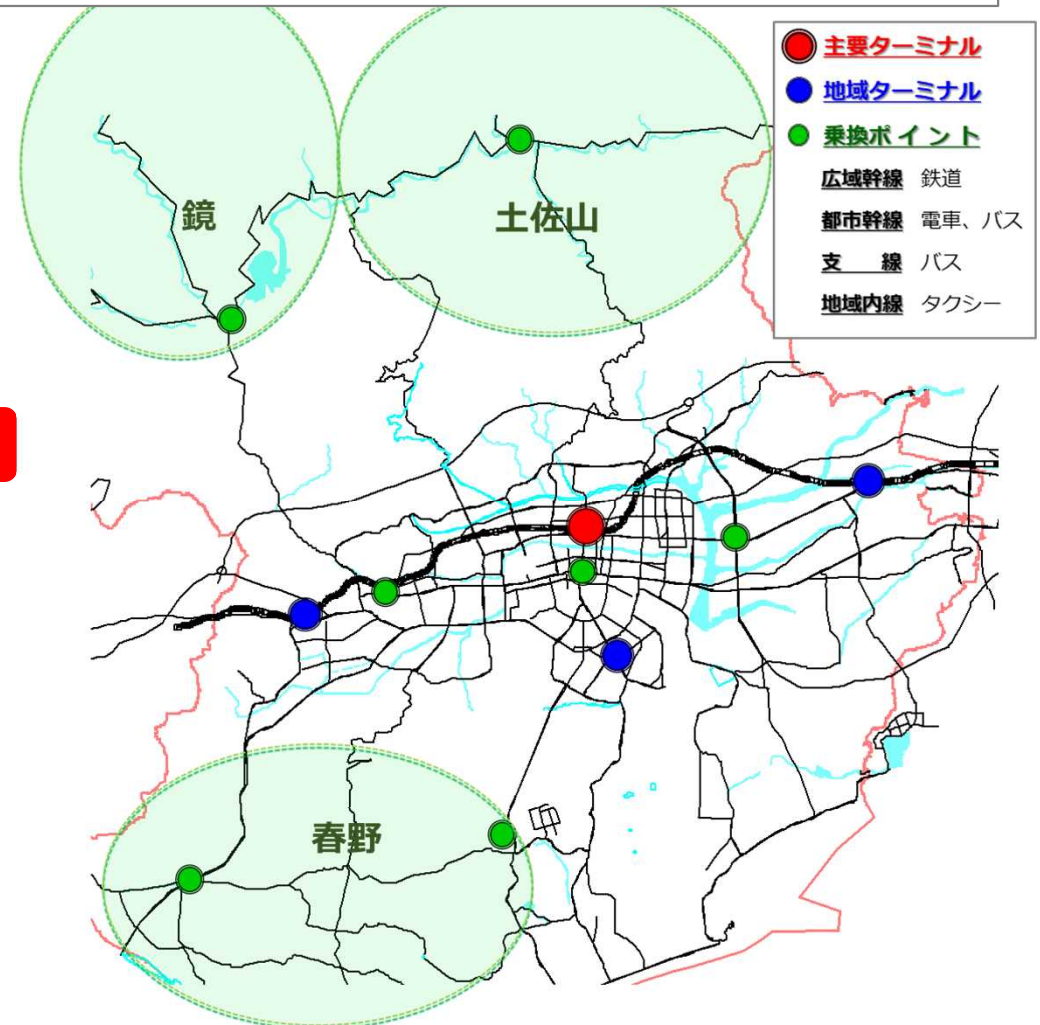 主要ターミナル
地域ターミナル
乗換ポイント
広域幹線 鉄道
都市幹線 電車、バス
支 線 バス
地域内線 タクシー
鏡
土佐山
春野